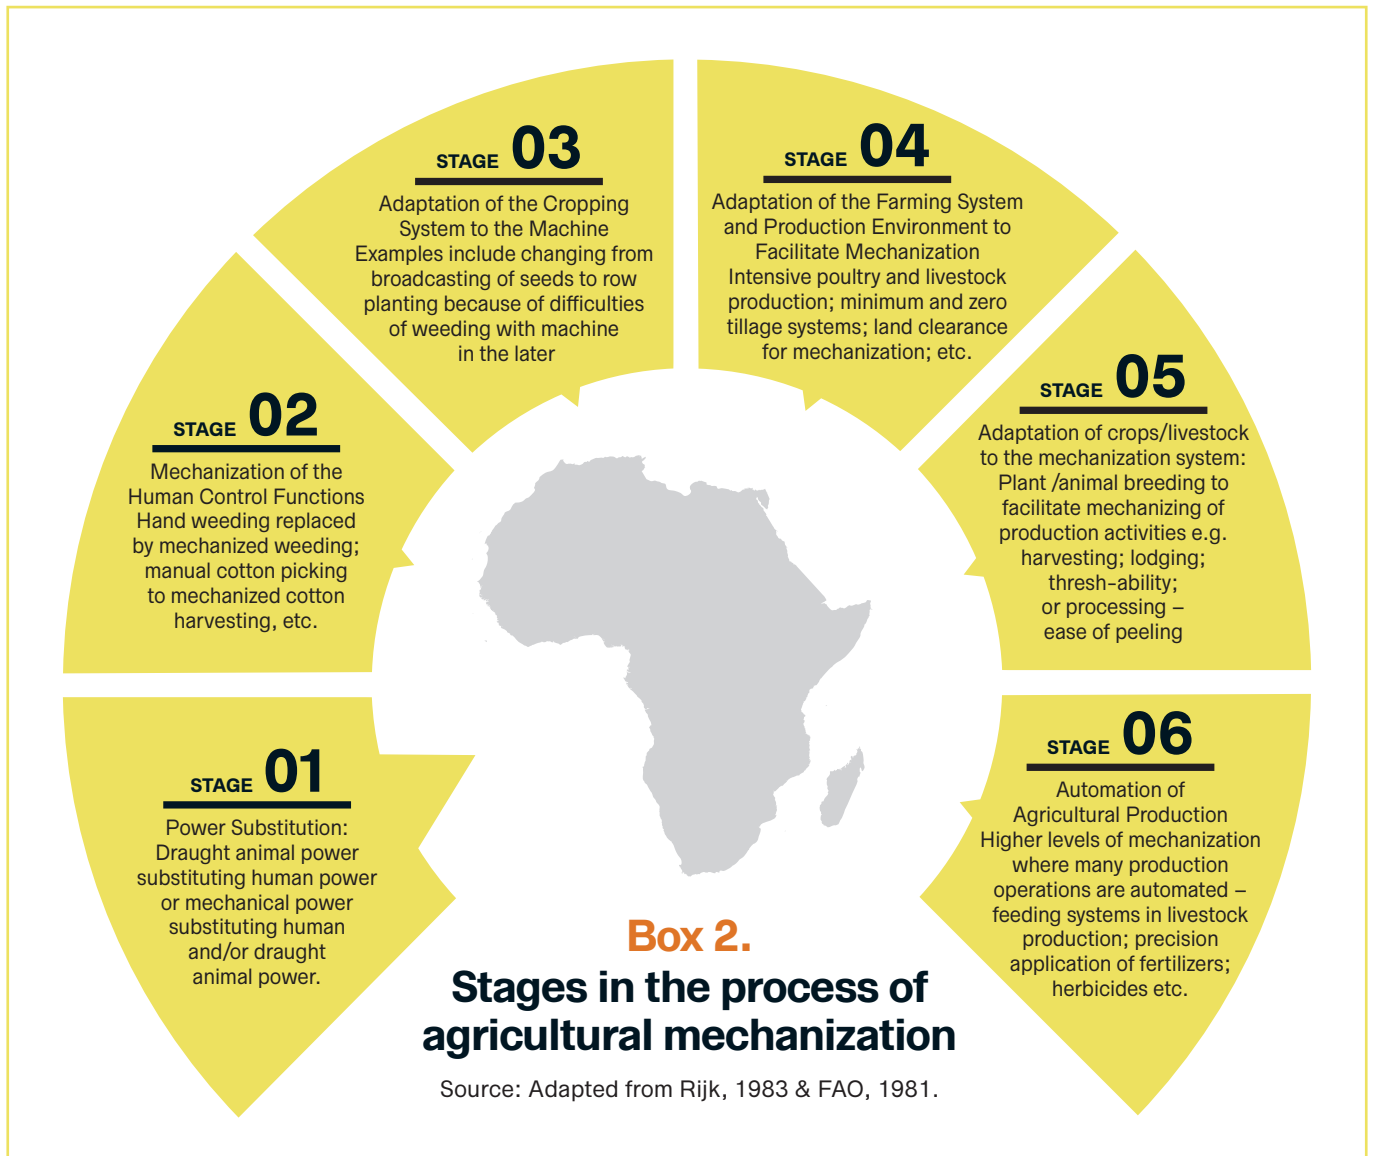 STAGE 01
Power Substitution:
Draught animal power
substituting human power
or mechanical power
substituting human
and/or draught
animal power.
STAGE 02
Mechanization of the
Human Control Functions
Hand weeding replaced
by mechanized weeding;
manual cotton picking
to mechanized cotton
harvesting, etc.
STAGE 03
Adaptation of the Cropping
System to the Machine
Examples include changing from
broadcasting of seeds to row
planting because of difficulties
of weeding with machine
in the later
STAGE 04
Adaptation of the Farming System
and Production Environment to
Facilitate Mechanization
Intensive poultry and livestock
production; minimum and zero
tillage systems; land clearance
for mechanization; etc.
STAGE 05
Adaptation of crops/livestock
to the mechanization system:
Plant /animal breeding to
facilitate mechanizing of
production activities e.g.
harvesting; lodging;
thresh-ability;
or processing –
ease of peeling
STAGE 06
Automation of
Agricultural Production
Higher levels of mechanization
where many production
operations are automated –
feeding systems in livestock
production; precision
application of fertilizers;
herbicides etc.
Box 2.
Stages in the process of
agricultural mechanization
Source: Adapted from Rijk, 1983 & FAO, 1981.